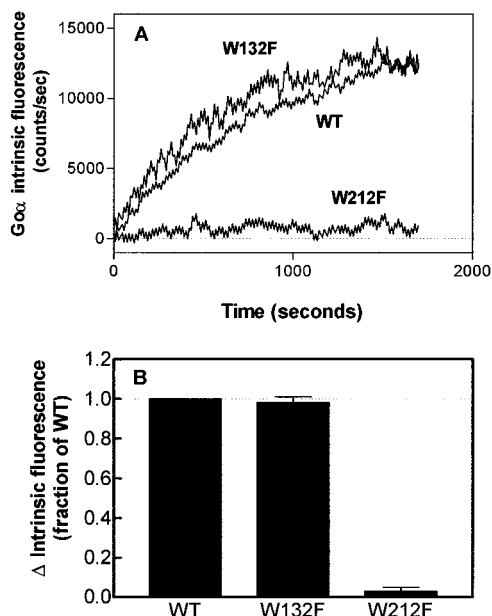 A
Goα intrinsic fluorescence
(counts/sec)
15000
10000
5000
0
W132F
WT
W212F
0
1000
2000
Time (seconds)
B
Δ Intrinsic fluorescence
(fraction of WT)
1.2
1.0
0.8
0.6
0.4
0.2
0.0
WT
W132F
W212F